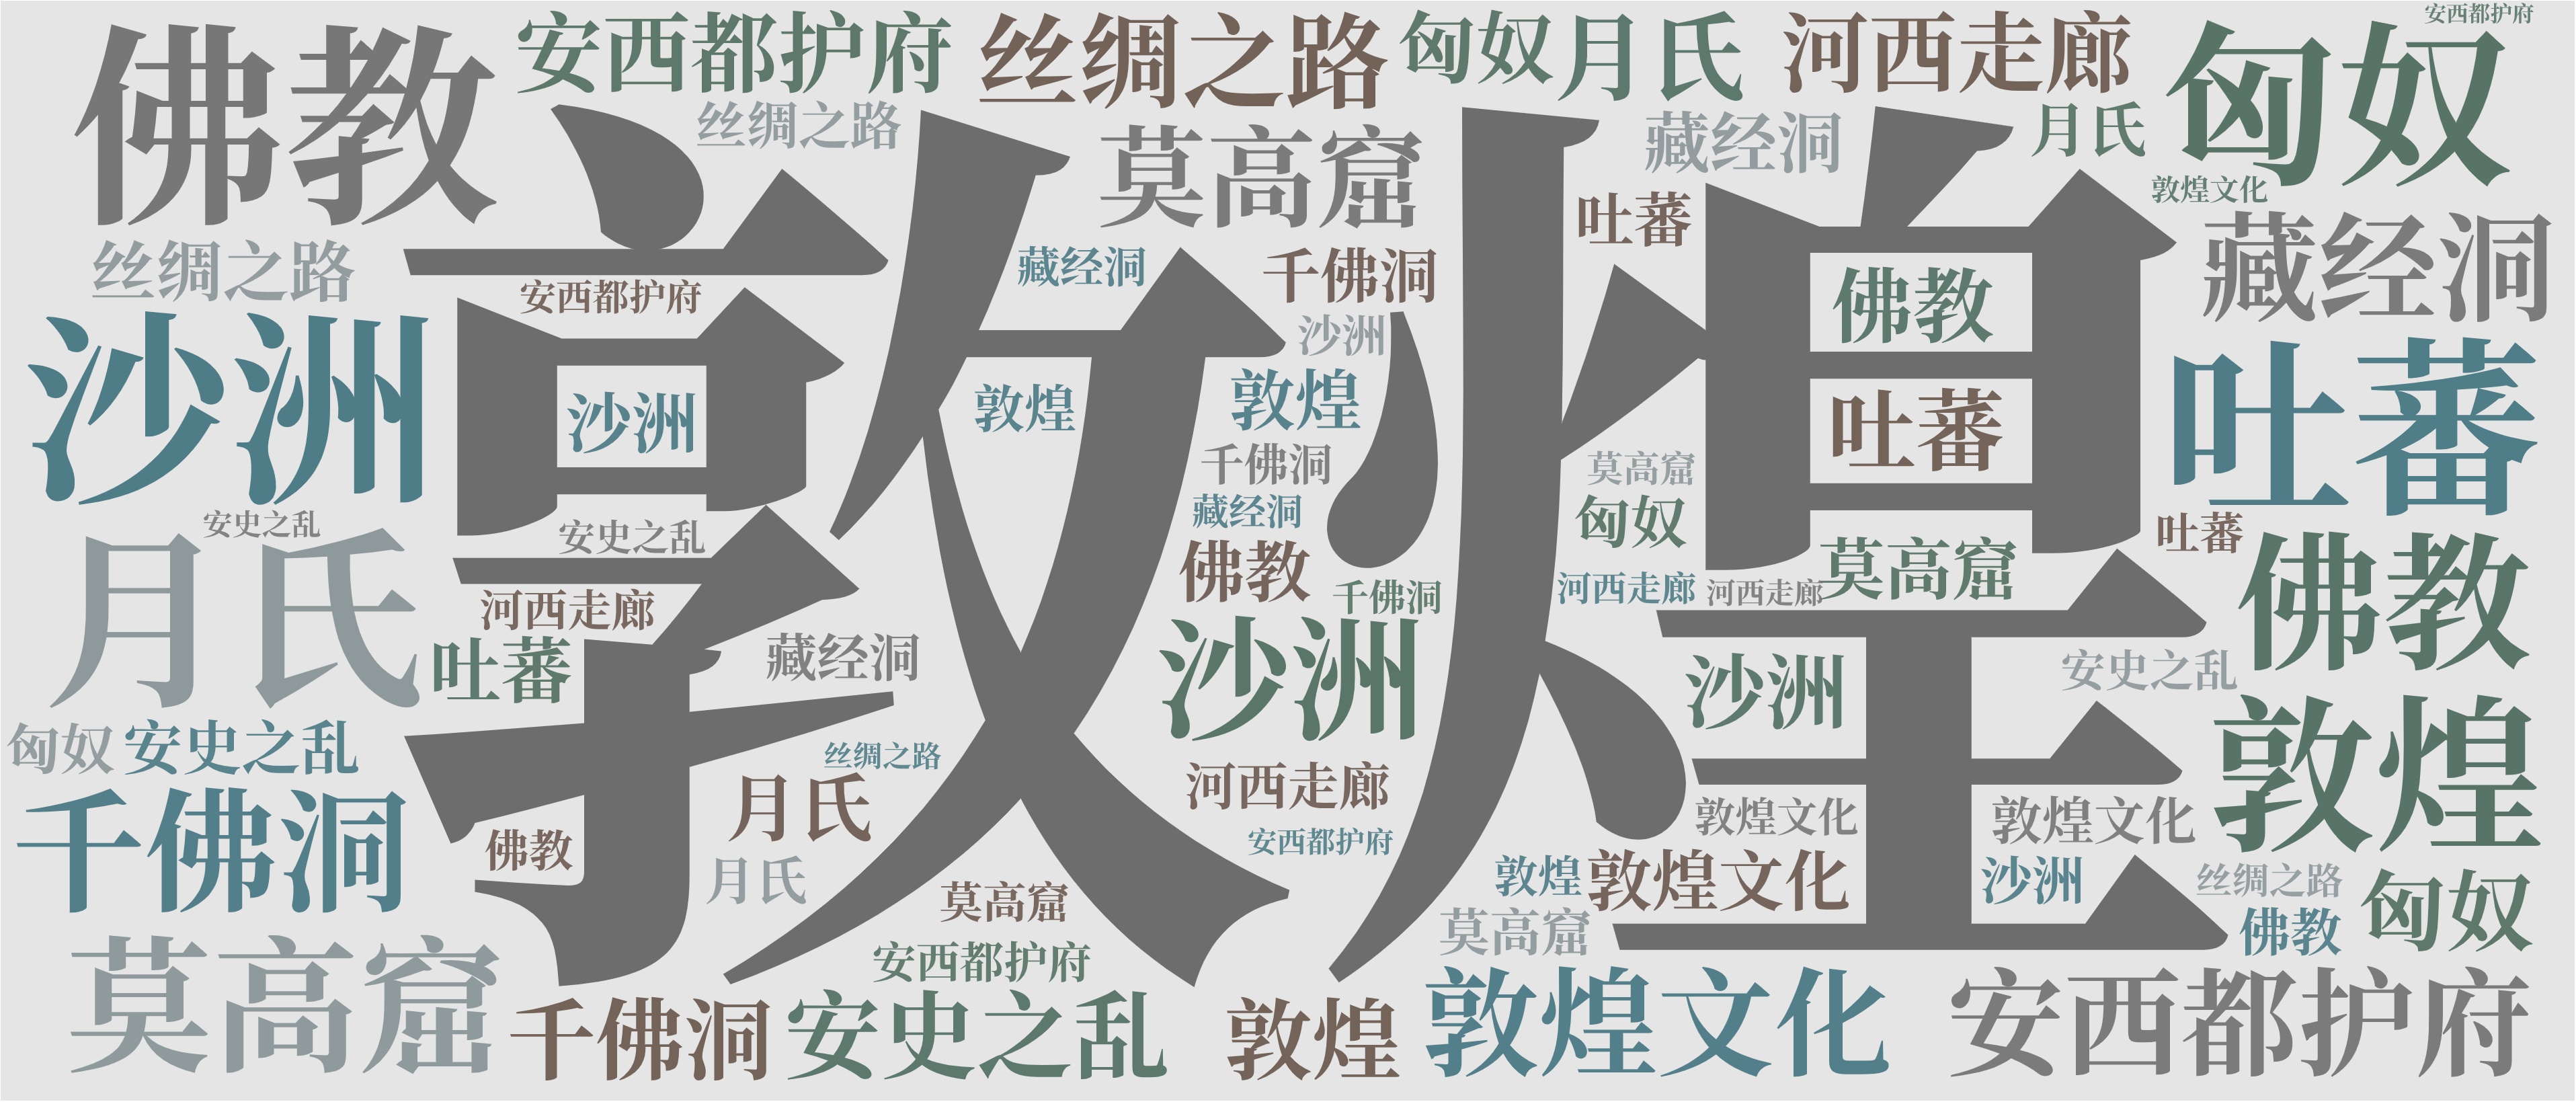 佛教
安西都护府
丝绸之路
匈奴
月氏
河西走廊
匈奴
安西都护府
丝绸之路
莫高窟
藏经洞
月氏
敦煌文化
敦煌
丝绸之路
安西都护府
藏经洞
千佛洞
吐蕃
佛教
藏经洞
沙洲
沙洲
敦煌
沙洲
敦煌
吐蕃
吐蕃
千佛洞
莫高窟
安史之乱
安史之乱
藏经洞
匈奴
吐蕃
月氏
河西走廊
佛教
千佛洞
河西走廊
河西走廊
莫高窟
佛教
吐蕃
藏经洞
沙洲
沙洲
安史之乱
匈奴
安史之乱
丝绸之路
敦煌
千佛洞
月氏
河西走廊
敦煌文化
敦煌文化
佛教
月氏
安西都护府
敦煌
敦煌文化
沙洲
丝绸之路
匈奴
莫高窟
莫高窟
佛教
莫高窟
安西都护府
千佛洞
安史之乱
敦煌
敦煌文化
安西都护府